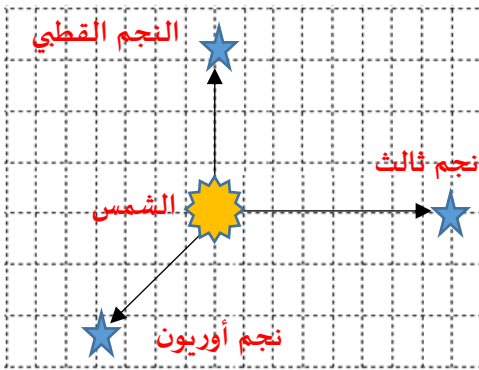 النجم القطبي
نجم ثالث
الشمس
نجم أوريون